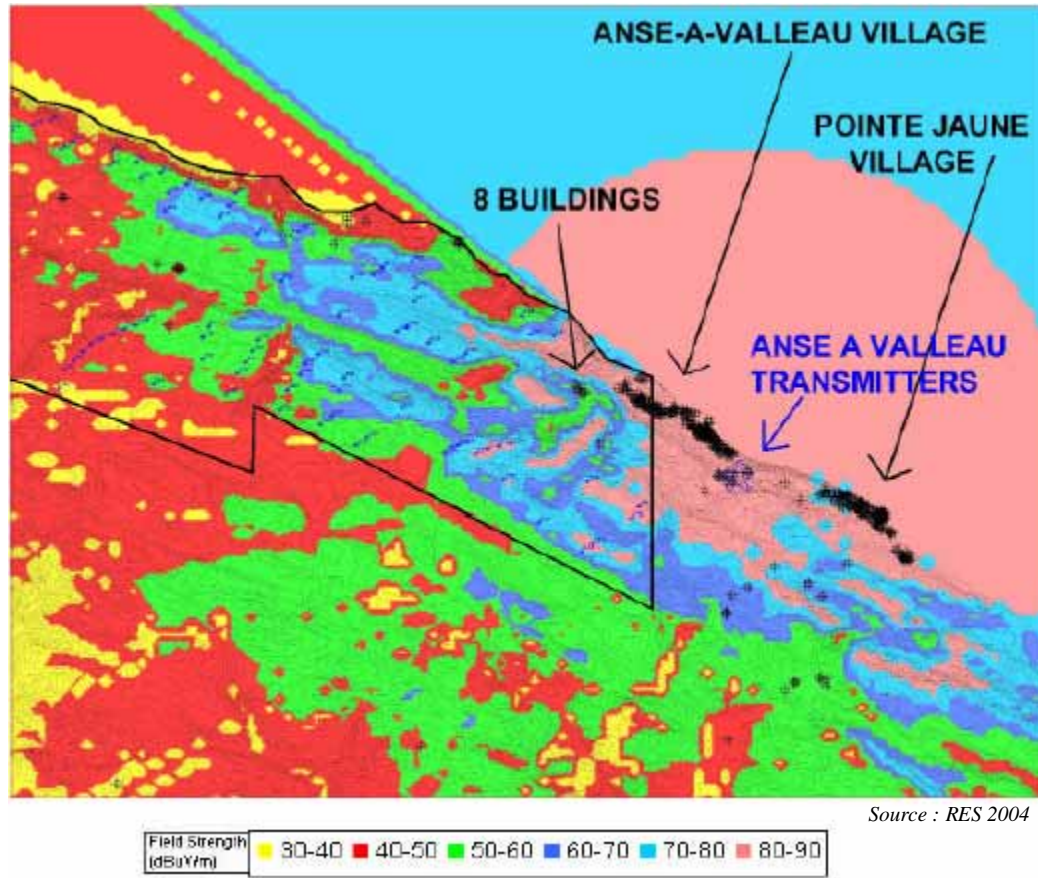 ANSE-A-VALLEAU VILLAGE
POINTE JAUNE
VILLAGE
8 BUILDINGS
ANSE A VALLEAU
TRANSMITTERS
Source : RES 2004
Field Strength
(dBuV/m)
30-40 40-50 50-60 60-70 70-80 80-90